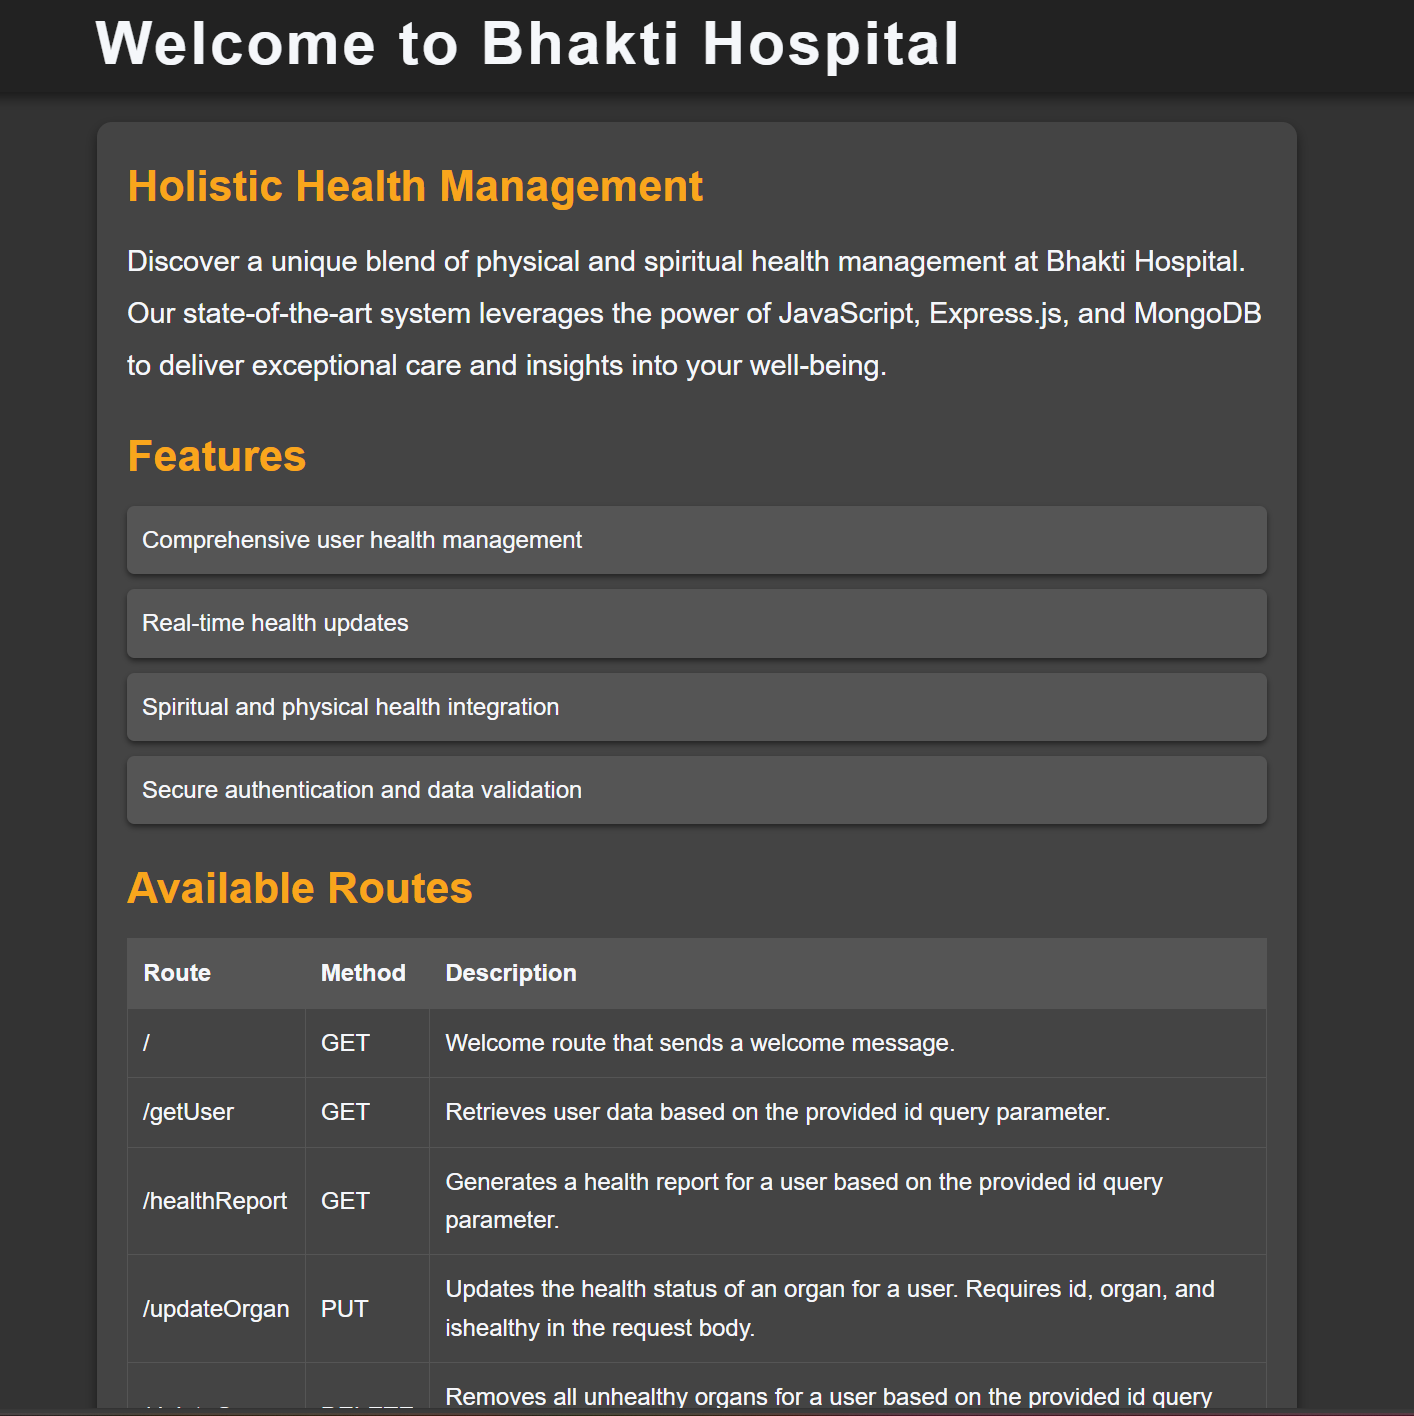 Welcome to Bhakti Hospital
Holistic Health Management
Discover a unique blend of physical and spiritual health management at Bhakti Hospital.
Our state-of-the-art system leverages the power of JavaScript, Express.js, and MongoDB
to deliver exceptional care and insights into your well-being.
Features
Comprehensive user health management
Real-time health updates
Spiritual and physical health integration
Secure authentication and data validation
Available Routes
Route Method Description
/ GET Welcome route that sends a welcome message.
/getUser GET Retrieves user data based on the provided id query parameter.
/healthReport GET Generates a health report for a user based on the provided id query
parameter.
/updateOrgan PUT Updates the health status of an organ for a user. Requires id, organ, and
ishealthy in the request body.
Removes all unhealthy organs for a user based on the provided id query